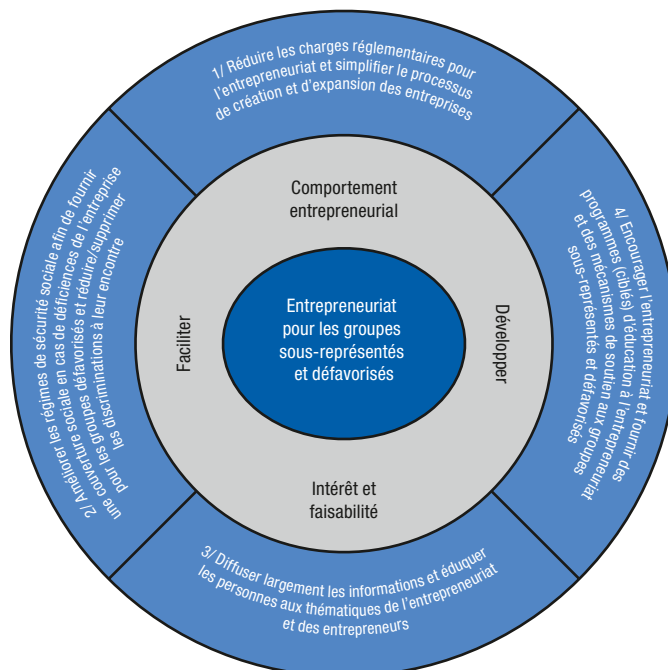 1/ Réduire les charges réglementaires pour
l'entrepreneuriat et simplifier le processus
de création et d'expansion des entreprises
2/ Améliorer les régimes de sécurité sociale afin de fournir
une couverture sociale en cas de déficiences de l'entreprise
pour les groupes défavorisés et réduire/supprimer
les discriminations à leur encontre
Comportement
entrepreneurial
Faciliter
Entrepreneuriat
pour les groupes
sous-représentés
et défavorisés
Développer
Intérêt et
faisabilité
4/ Encourager l'entrepreneuriat et fournir des
programmes (ciblés) d'éducation à l'entrepreneuriat
et des mécanismes de soutien aux groupes
sous-représentés et défavorisés
3/ Diffuser largement les informations et éduquer
les personnes aux thématiques de l'entrepreneuriat
et des entrepreneurs